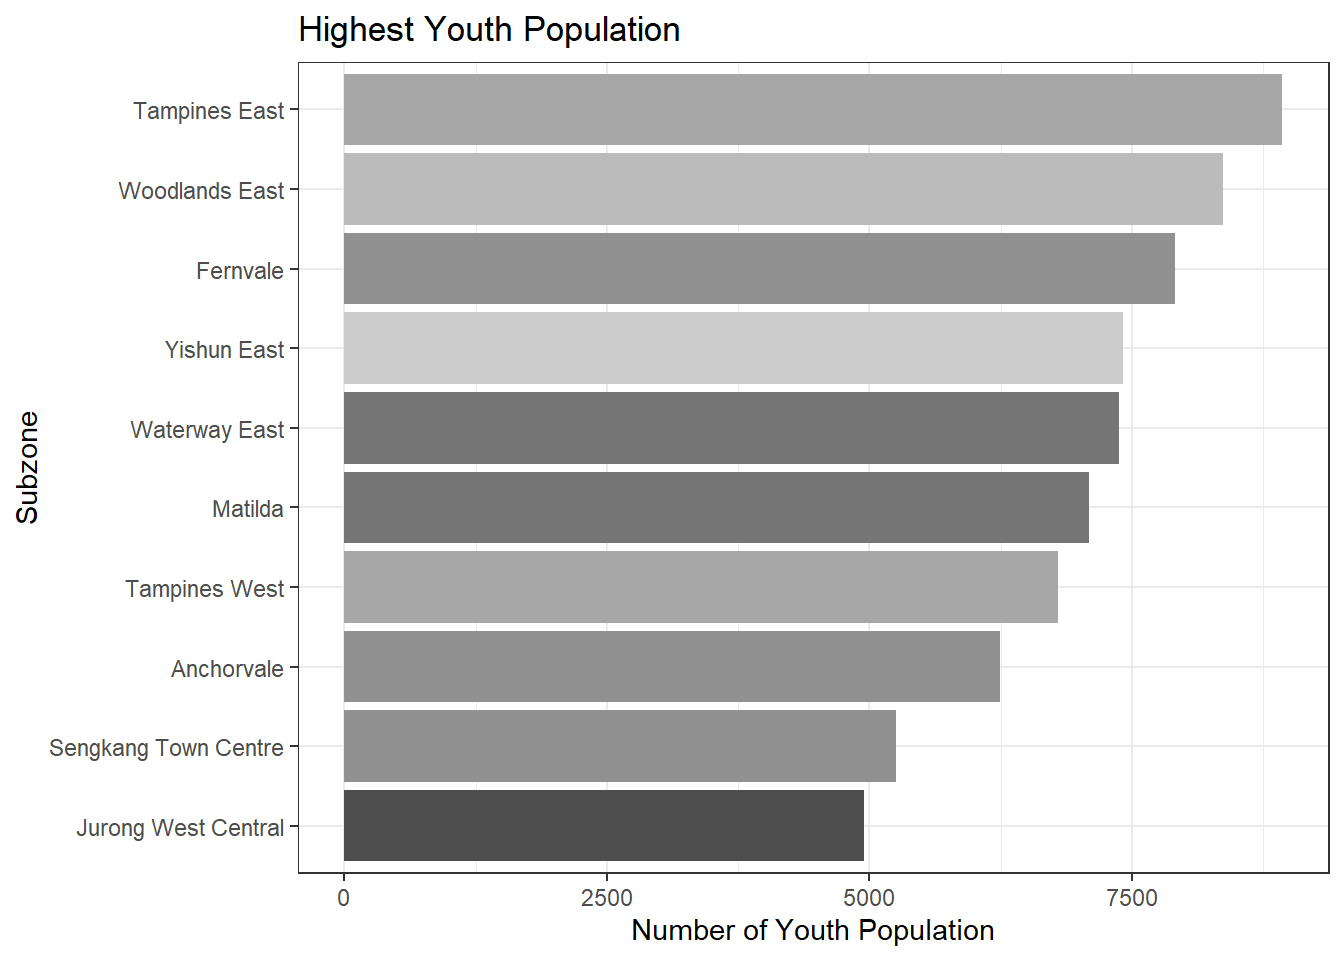 Highest Youth Population
Tampines East
Woodlands East
Fernvale
Yishun East
Waterway East
Matilda
Tampines West
Anchorvale
Sengkang Town Centre
Jurong West Central
Subzone
0 2500 5000 7500
Number of Youth Population